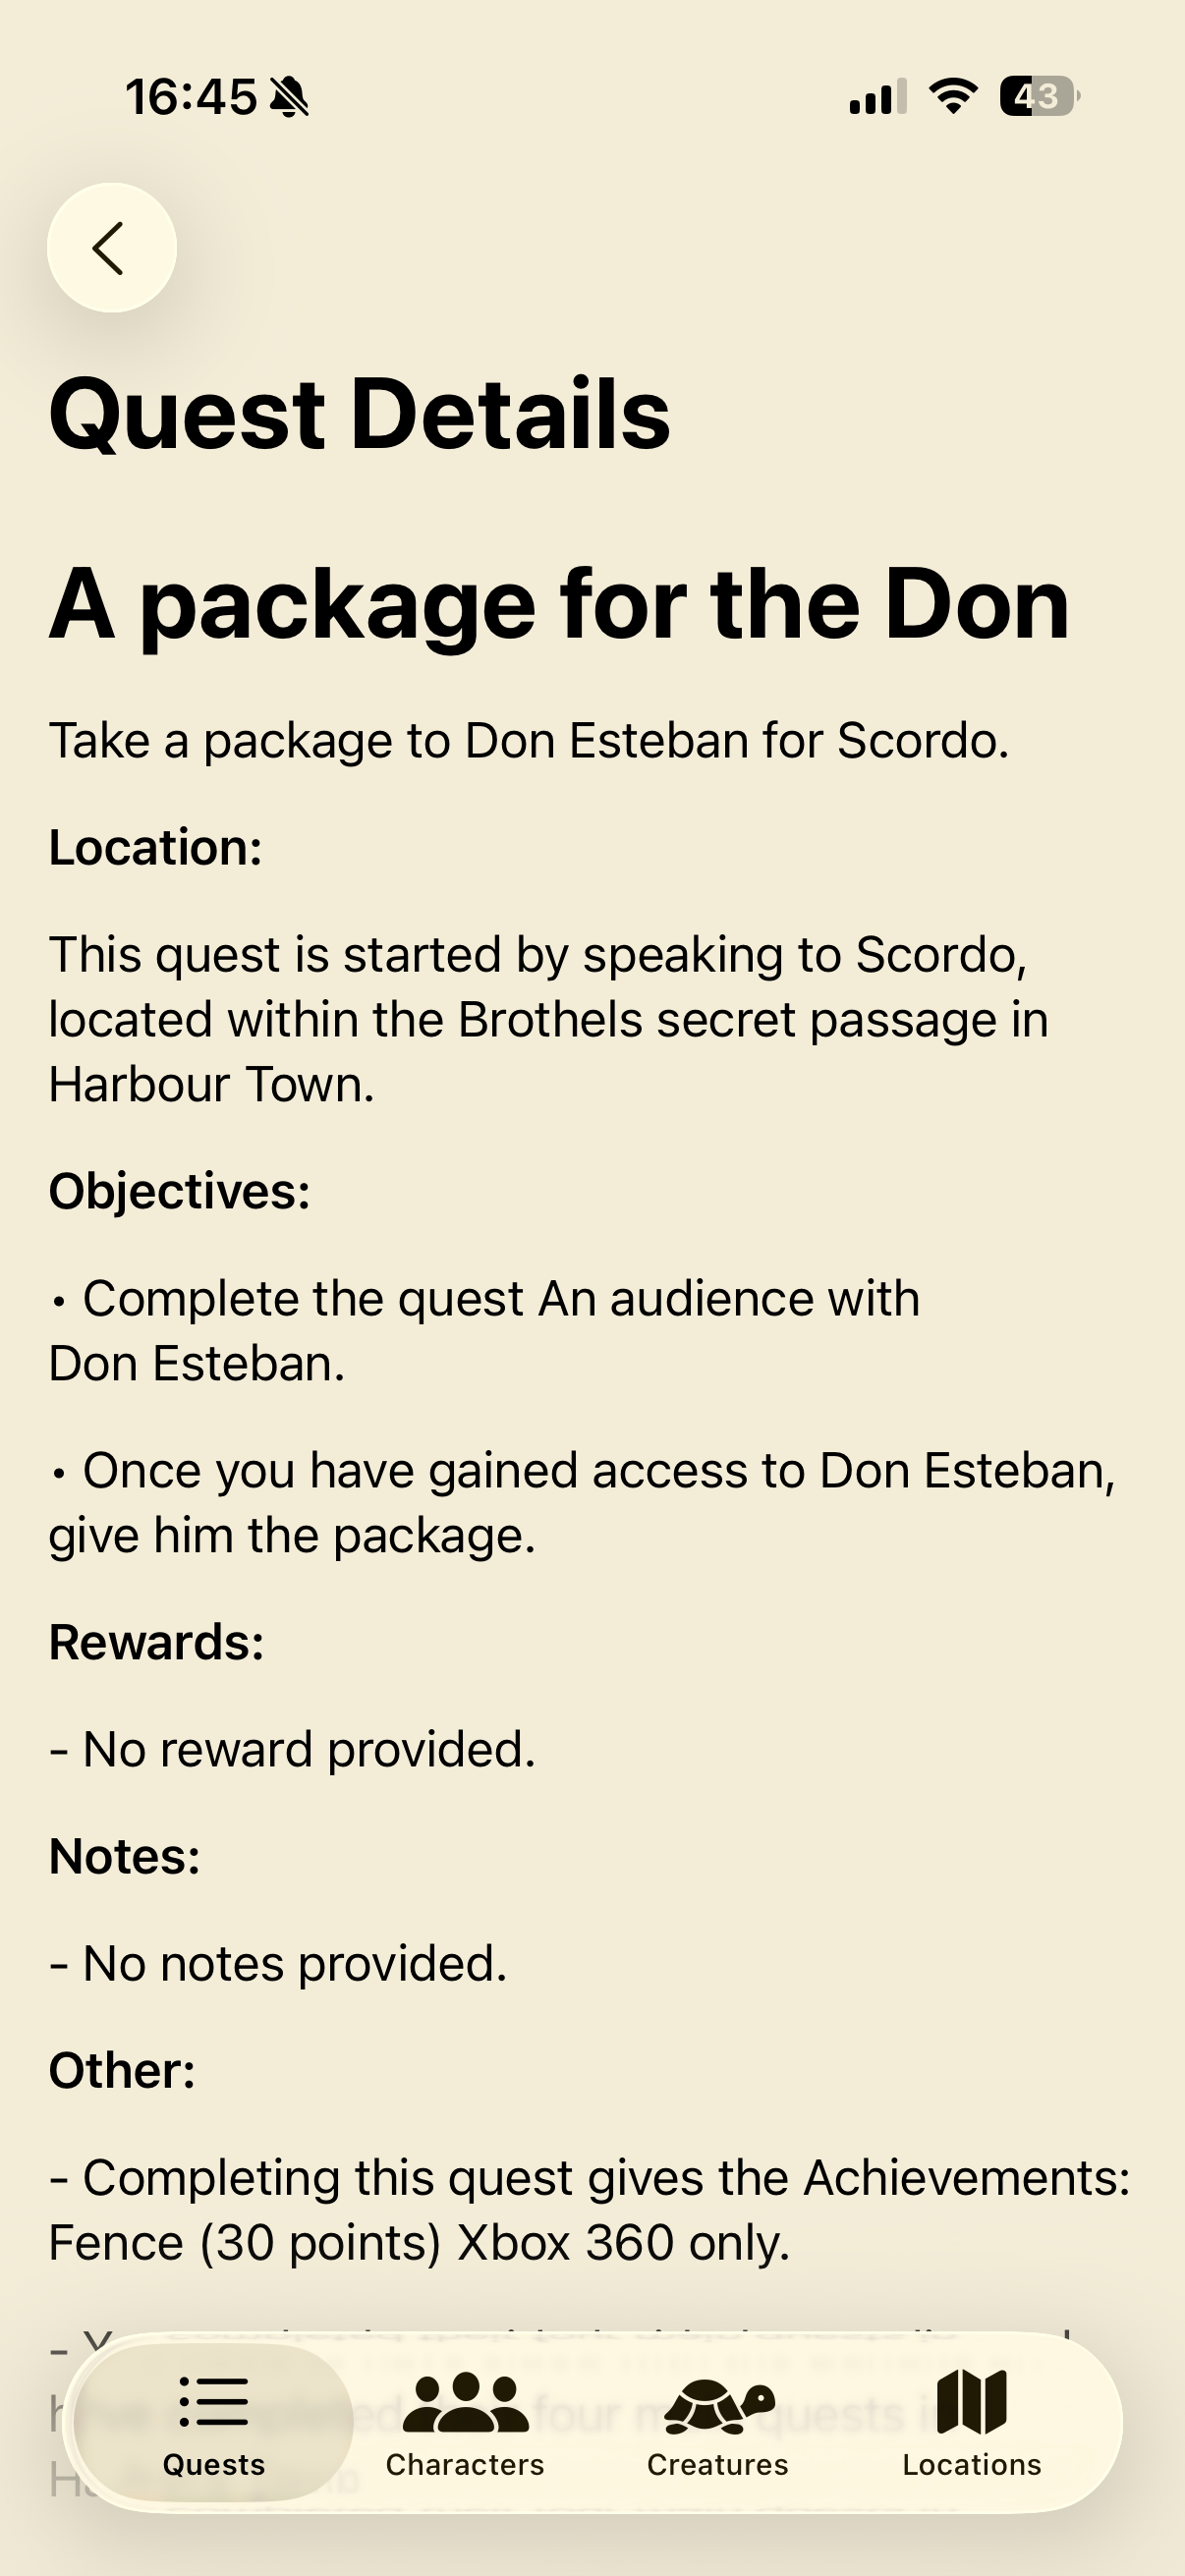 16:45
43
Quest Details
A package for the Don
Take a package to Don Esteban for Scordo.
Location:
This quest is started by speaking to Scordo,
located within the Brothels secret passage in
Harbour Town.
Objectives:
• Complete the quest An audience with
Don Esteban.
• Once you have gained access to Don Esteban,
give him the package.
Rewards:
- No reward provided.
Notes:
- No notes provided.
Other:
- Completing this quest gives the Achievements:
Fence (30 points) Xbox 360 only.
four
quests
Quests
Characters
Creatures
Locations